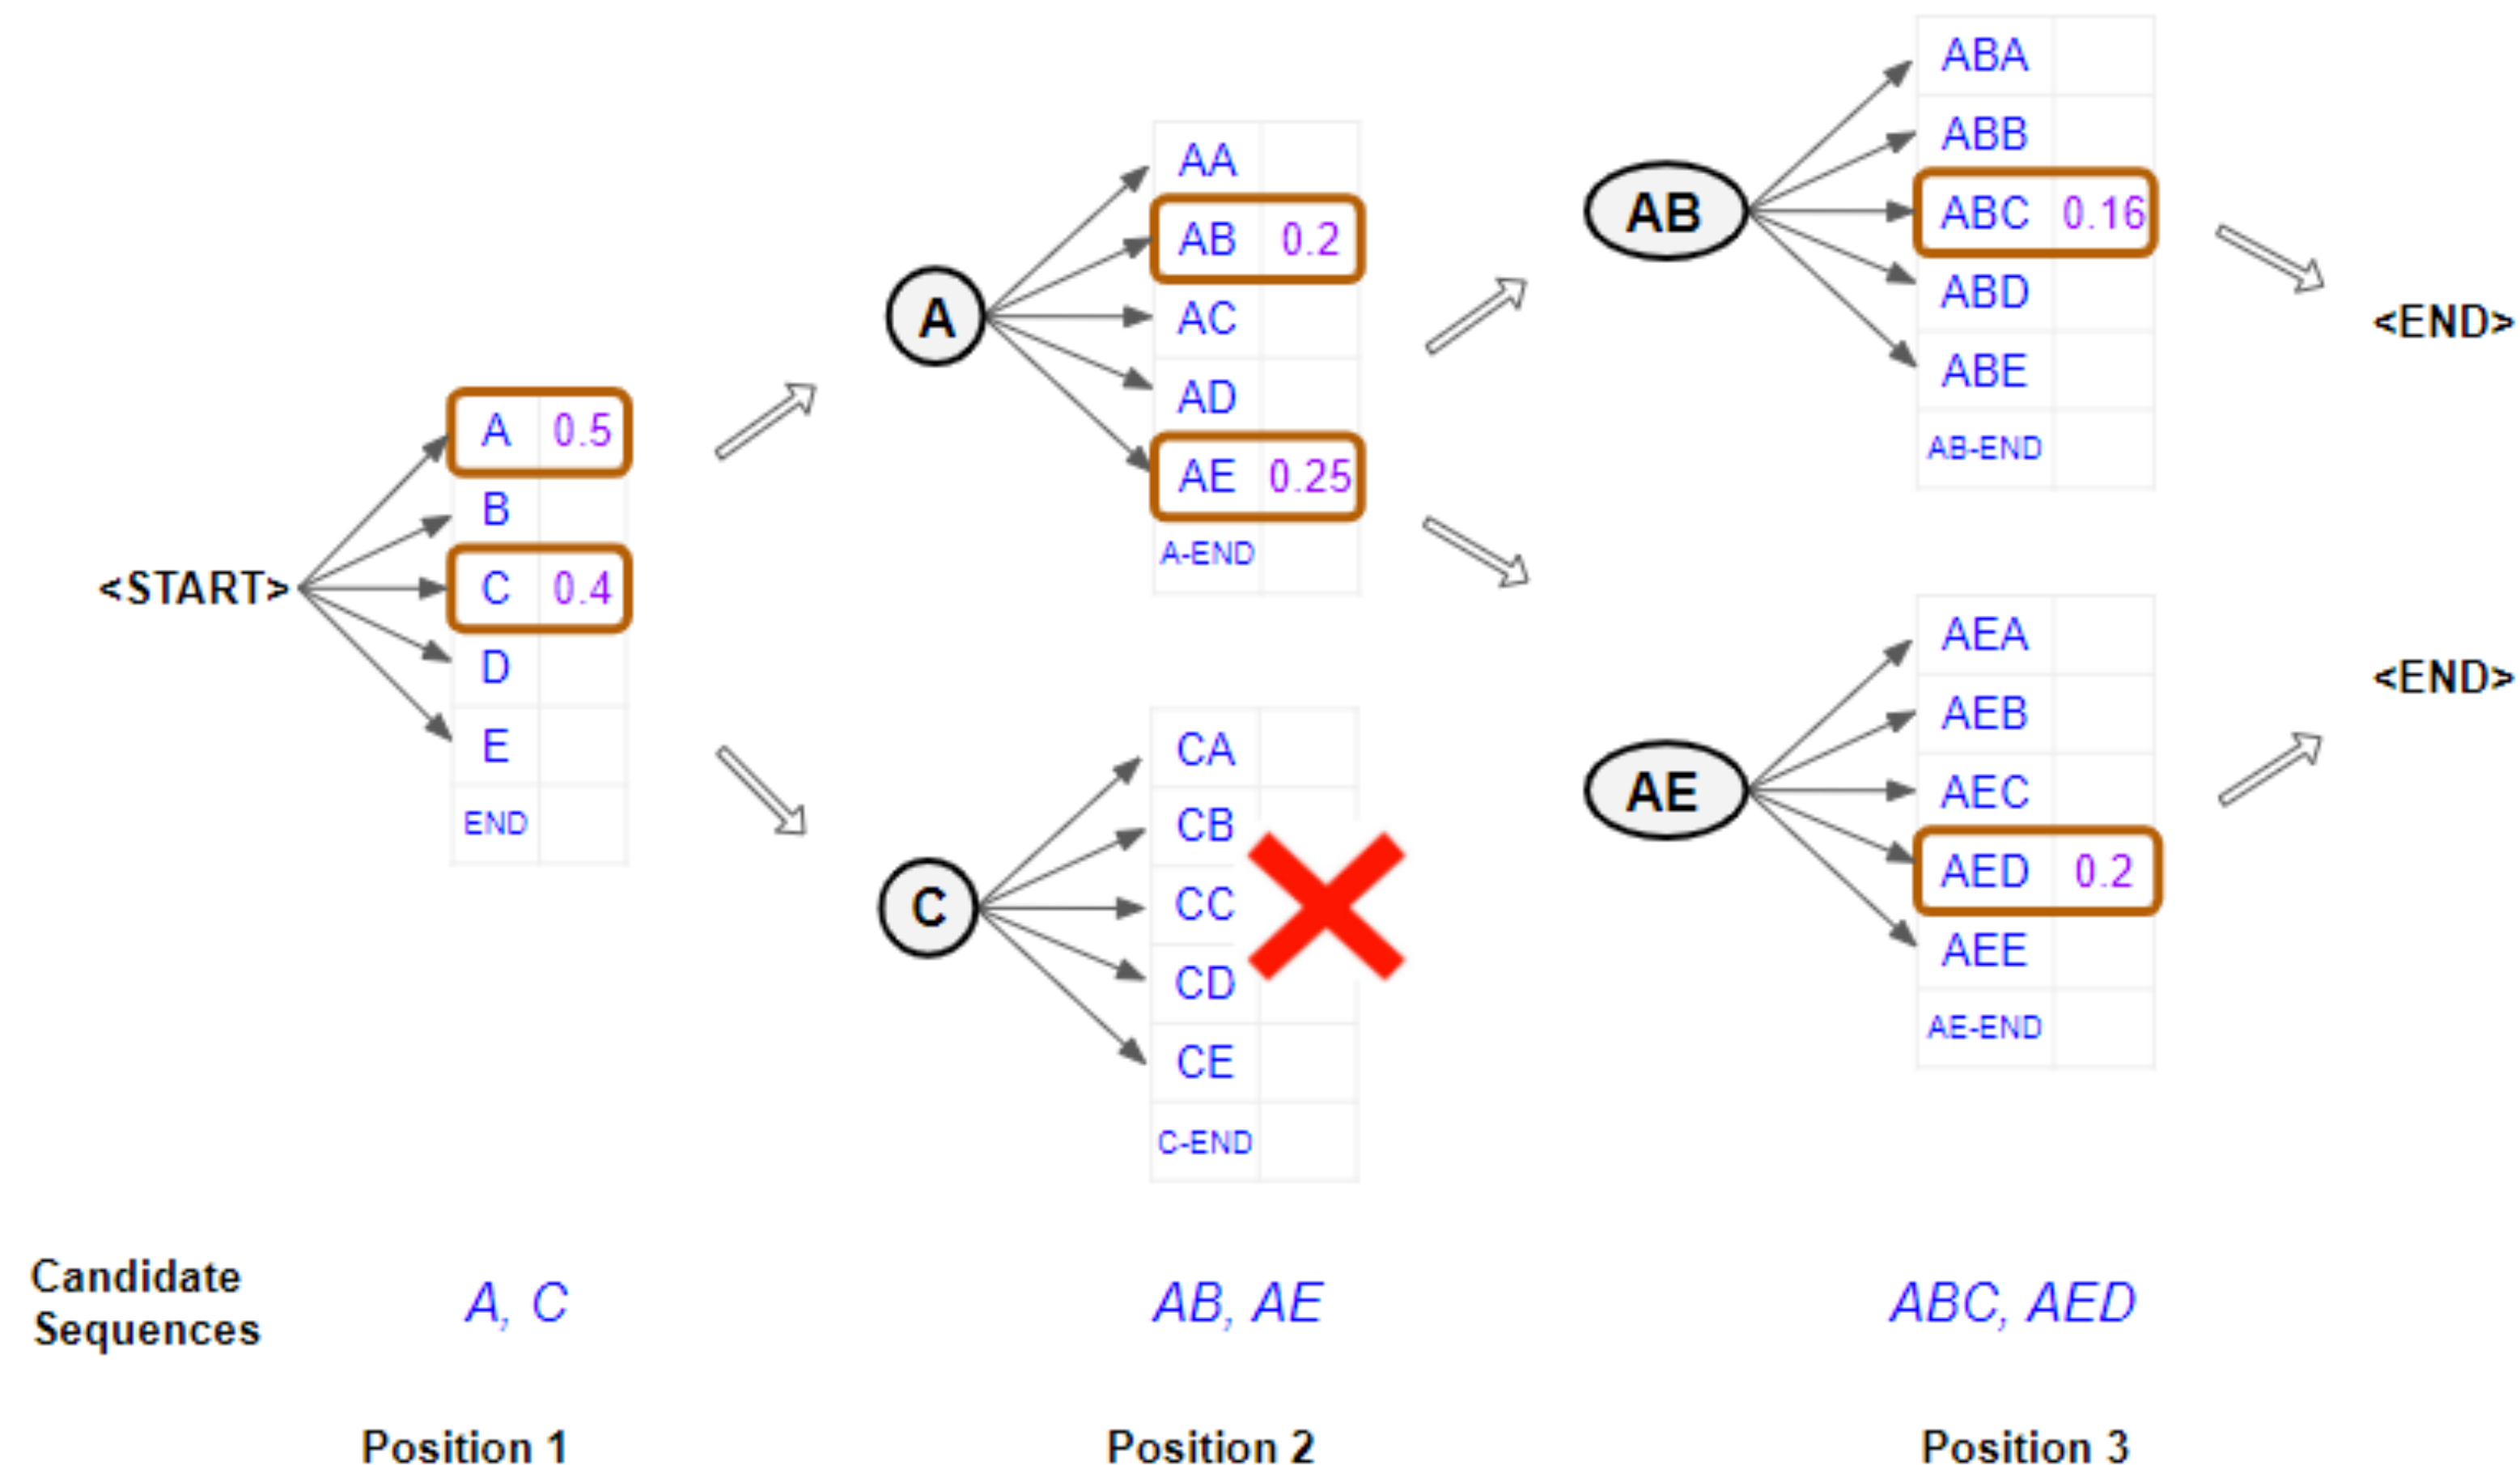 <START>
A 0.5
B
C 0.4
D
E
END
A
AA
AB 0.2
AC
AD
AE 0.25
A-END
C
CA
CB
CC
CD
CE
C-END
AB
ABA
ABB
ABC 0.16
ABD
ABE
AB-END
<END>
AE
AEA
AEB
AEC
AED 0.2
AEE
AE-END
<END>
Candidate
Sequences
A, C
AB, AE
ABC, AED
Position 1
Position 2
Position 3